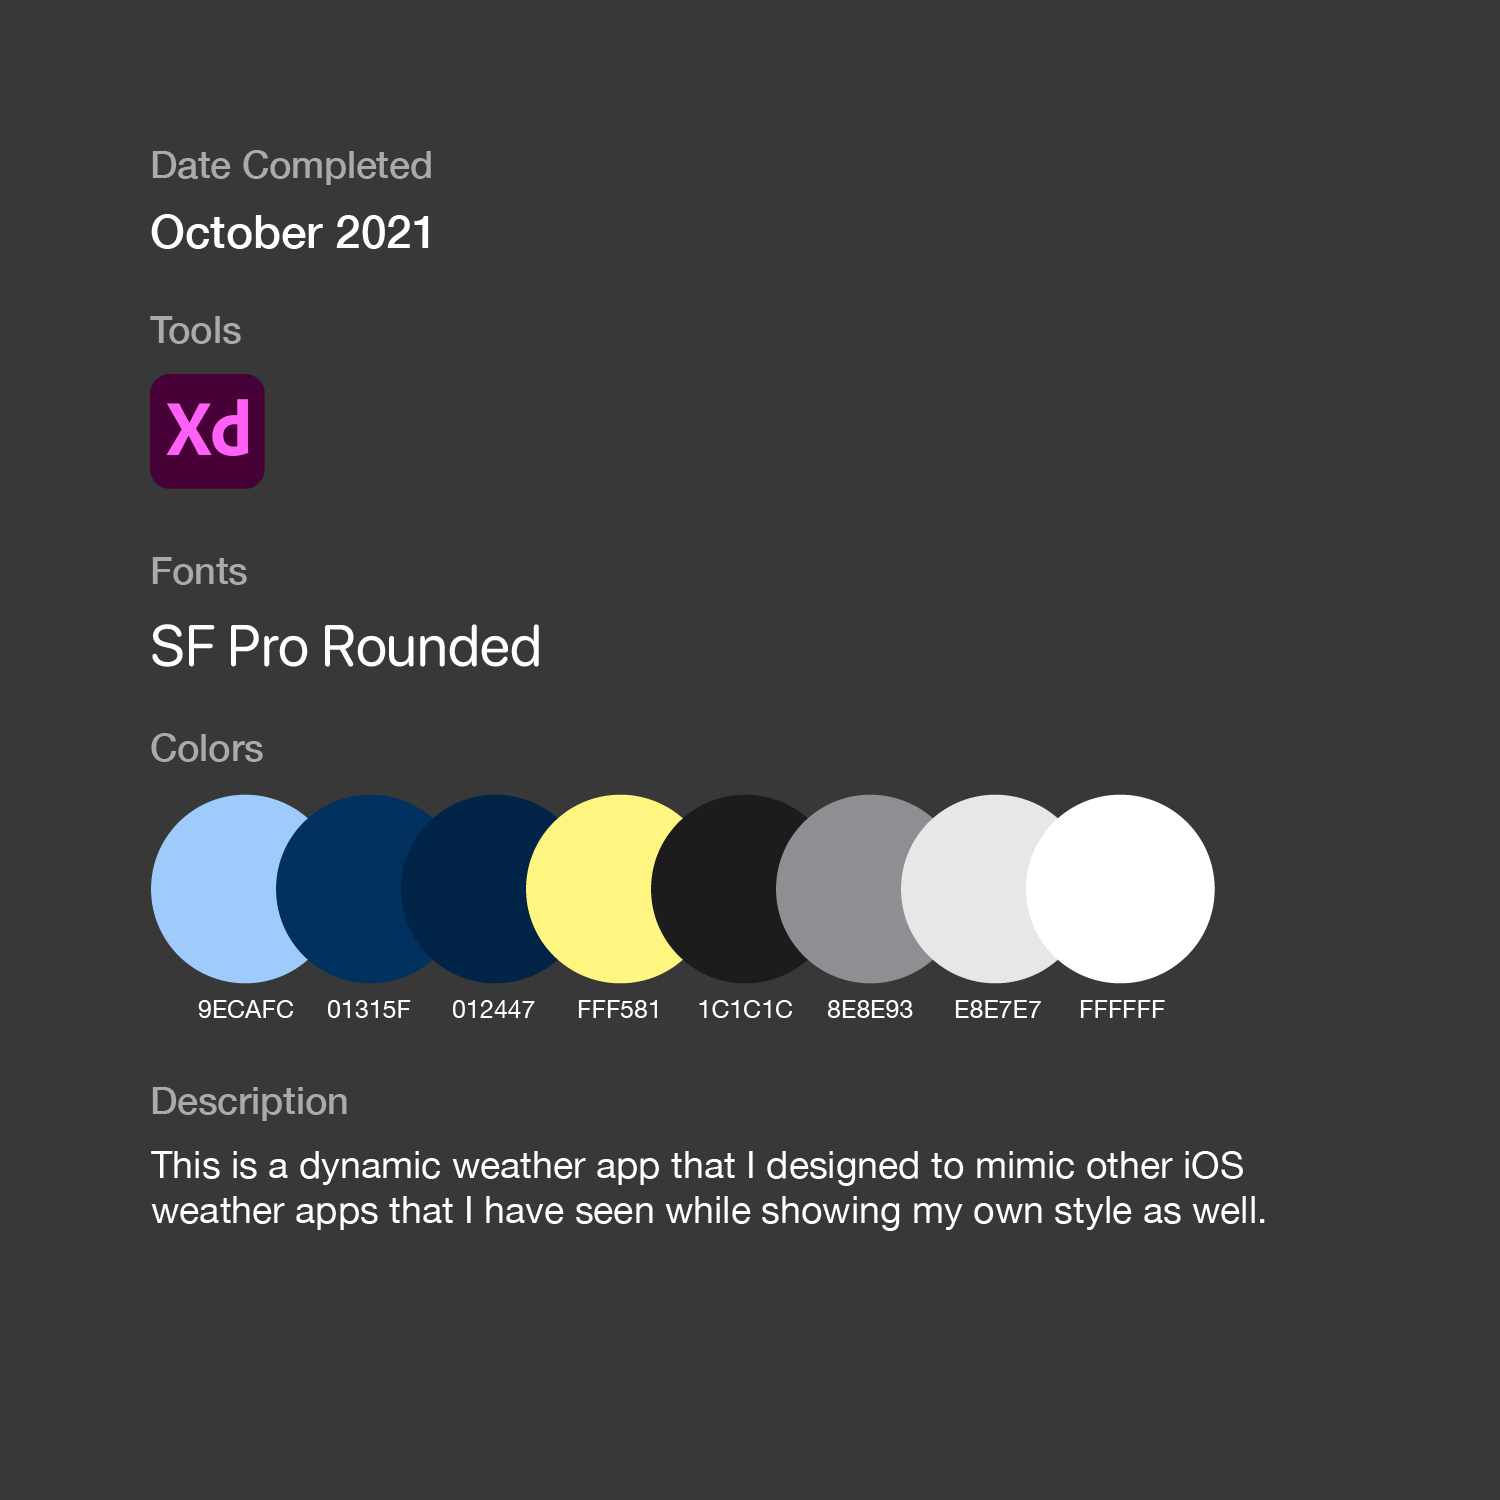 Date Completed
October 2021
Tools
Xd
Fonts
SF Pro Rounded
Colors
9ECAFC 01315F 012447 FFF581 1C1C1C 8E8E93 E8E7E7 FFFFFF
Description
This is a dynamic weather app that I designed to mimic other iOS
weather apps that I have seen while showing my own style as well.